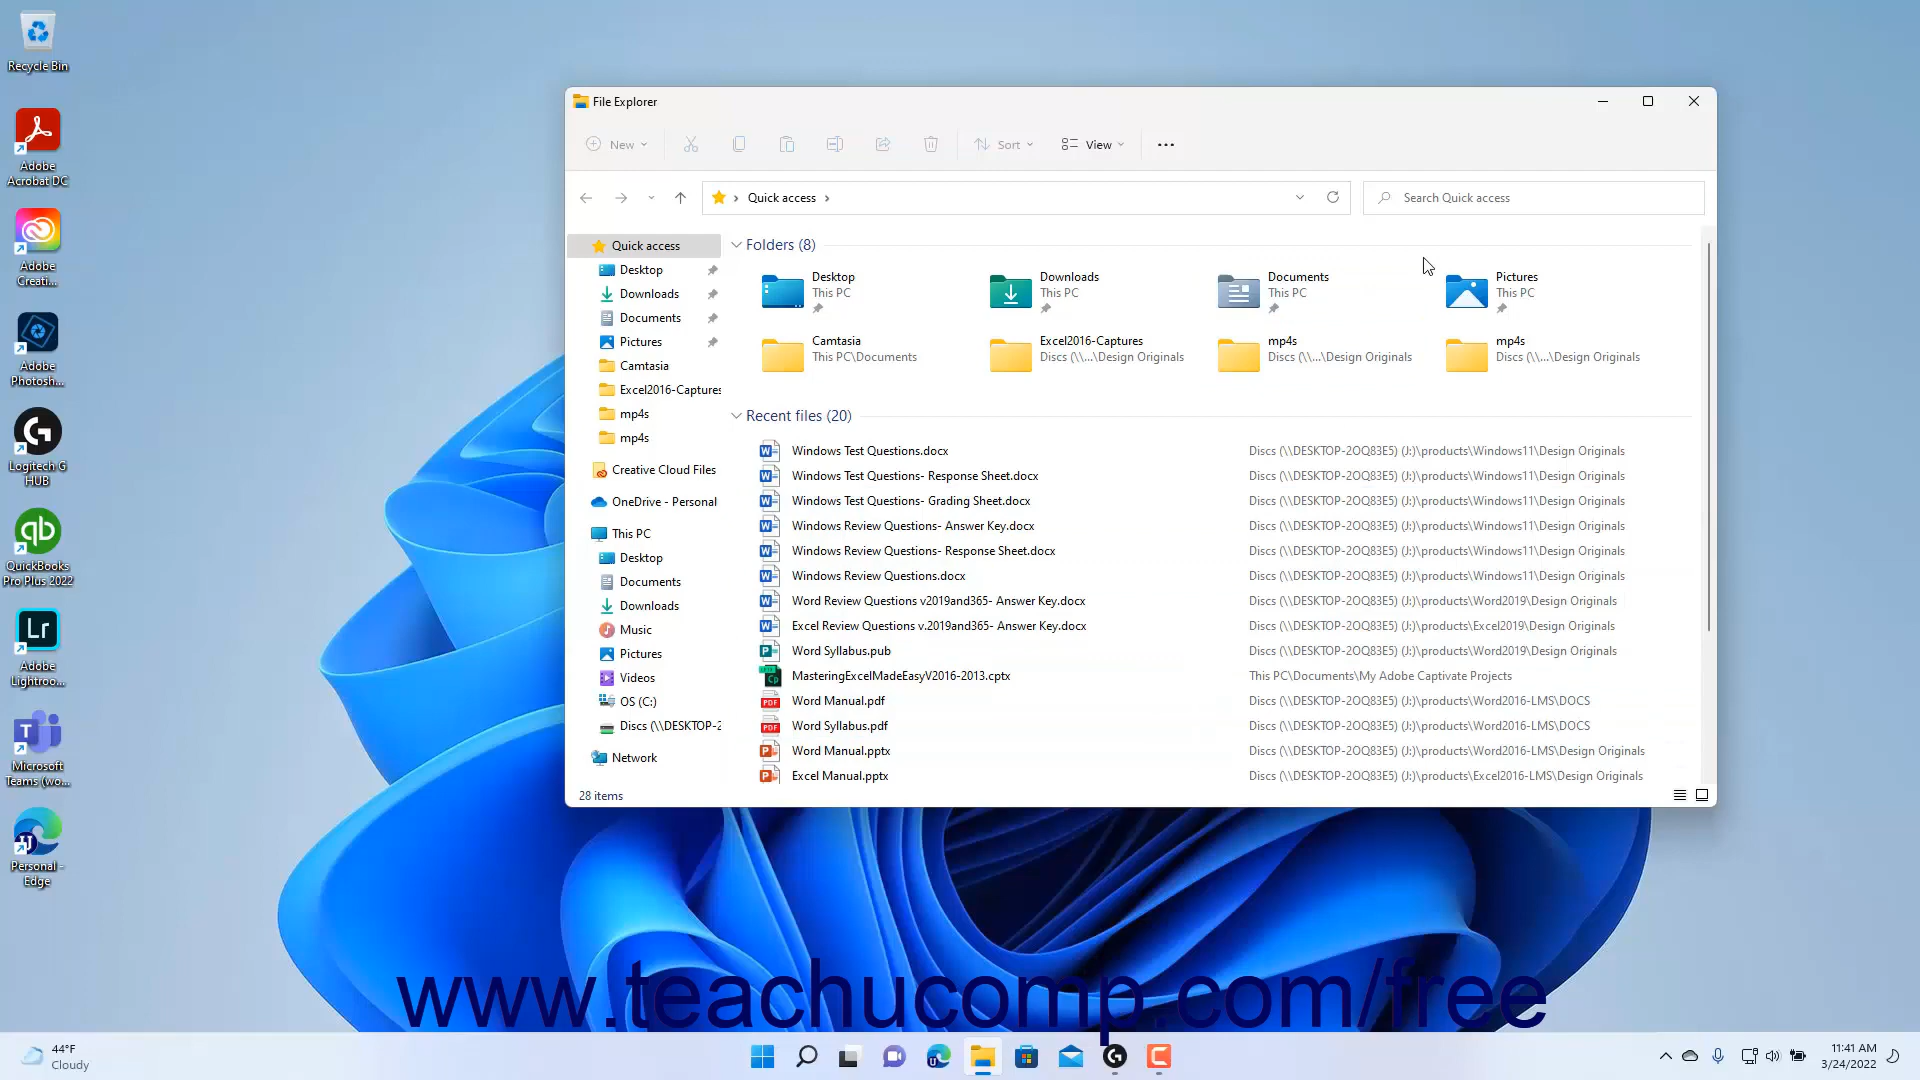 Recycle Bin
Adobe
Acrobat DC
Adobe
Creati...
Adobe
Photosh...
Logitech G
HUB
QuickBooks
Pro Plus 2022
Lr
Adobe
Lightroo...
Microsoft
Teams (wo...
Personal -
Edge
File Explorer
New
Sort
View
Quick access
Search Quick access
Quick access
Desktop
Downloads
Documents
Pictures
Camtasia
Excel2016-Captures
mp4s
mp4s
Creative Cloud Files
OneDrive - Personal
This PC
Desktop
Documents
Downloads
Music
Pictures
Videos
OS (C:)
Discs (\\DESKTOP-2
Network
Folders (8)
Desktop
This PC
Downloads
This PC
Documents
This PC
Pictures
This PC
Camtasia
This PC\Documents
Excel2016-Captures
Discs (\\...\Design Originals
mp4s
Discs (\\...\Design Originals
mp4s
Discs (\\...\Design Originals
Recent files (20)
Windows Test Questions.docx Discs (\\DESKTOP-2OQ83E5) (J:)\products\Windows11\Design Originals
Windows Test Questions- Response Sheet.docx Discs (\\DESKTOP-2OQ83E5) (J:)\products\Windows11\Design Originals
Windows Test Questions- Grading Sheet.docx Discs (\\DESKTOP-2OQ83E5) (J:)\products\Windows11\Design Originals
Windows Review Questions- Answer Key.docx Discs (\\DESKTOP-2OQ83E5) (J:)\products\Windows11\Design Originals
Windows Review Questions- Response Sheet.docx Discs (\\DESKTOP-2OQ83E5) (J:)\products\Windows11\Design Originals
Windows Review Questions.docx Discs (\\DESKTOP-2OQ83E5) (J:)\products\Windows11\Design Originals
Word Review Questions v2019and365- Answer Key.docx Discs (\\DESKTOP-2OQ83E5) (J:)\products\Word2019\Design Originals
Excel Review Questions v.2019and365- Answer Key.docx Discs (\\DESKTOP-2OQ83E5) (J:)\products\Excel2019\Design Originals
Word Syllabus.pub Discs (\\DESKTOP-2OQ83E5) (J:)\products\Word2019\Design Originals
MasteringExcelMadeEasyV2016-2013.cptx This PC\Documents\My Adobe Captivate Projects
Word Manual.pdf Discs (\\DESKTOP-2OQ83E5) (J:)\products\Word2016-LMS\DOCS
Word Syllabus.pdf Discs (\\DESKTOP-2OQ83E5) (J:)\products\Word2016-LMS\DOCS
Word Manual.pptx Discs (\\DESKTOP-2OQ83E5) (J:)\products\Word2016-LMS\Design Originals
Excel Manual.pptx Discs (\\DESKTOP-2OQ83E5) (J:)\products\Excel2016-LMS\Design Originals
28 items
www.teachucomp.com/free
44°F
Cloudy
11:41 AM
3/24/2022